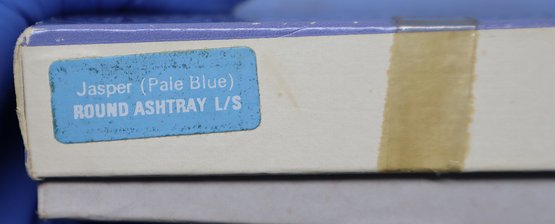 Jasper (Pale Blue)
ROUND ASHTRAY L/S